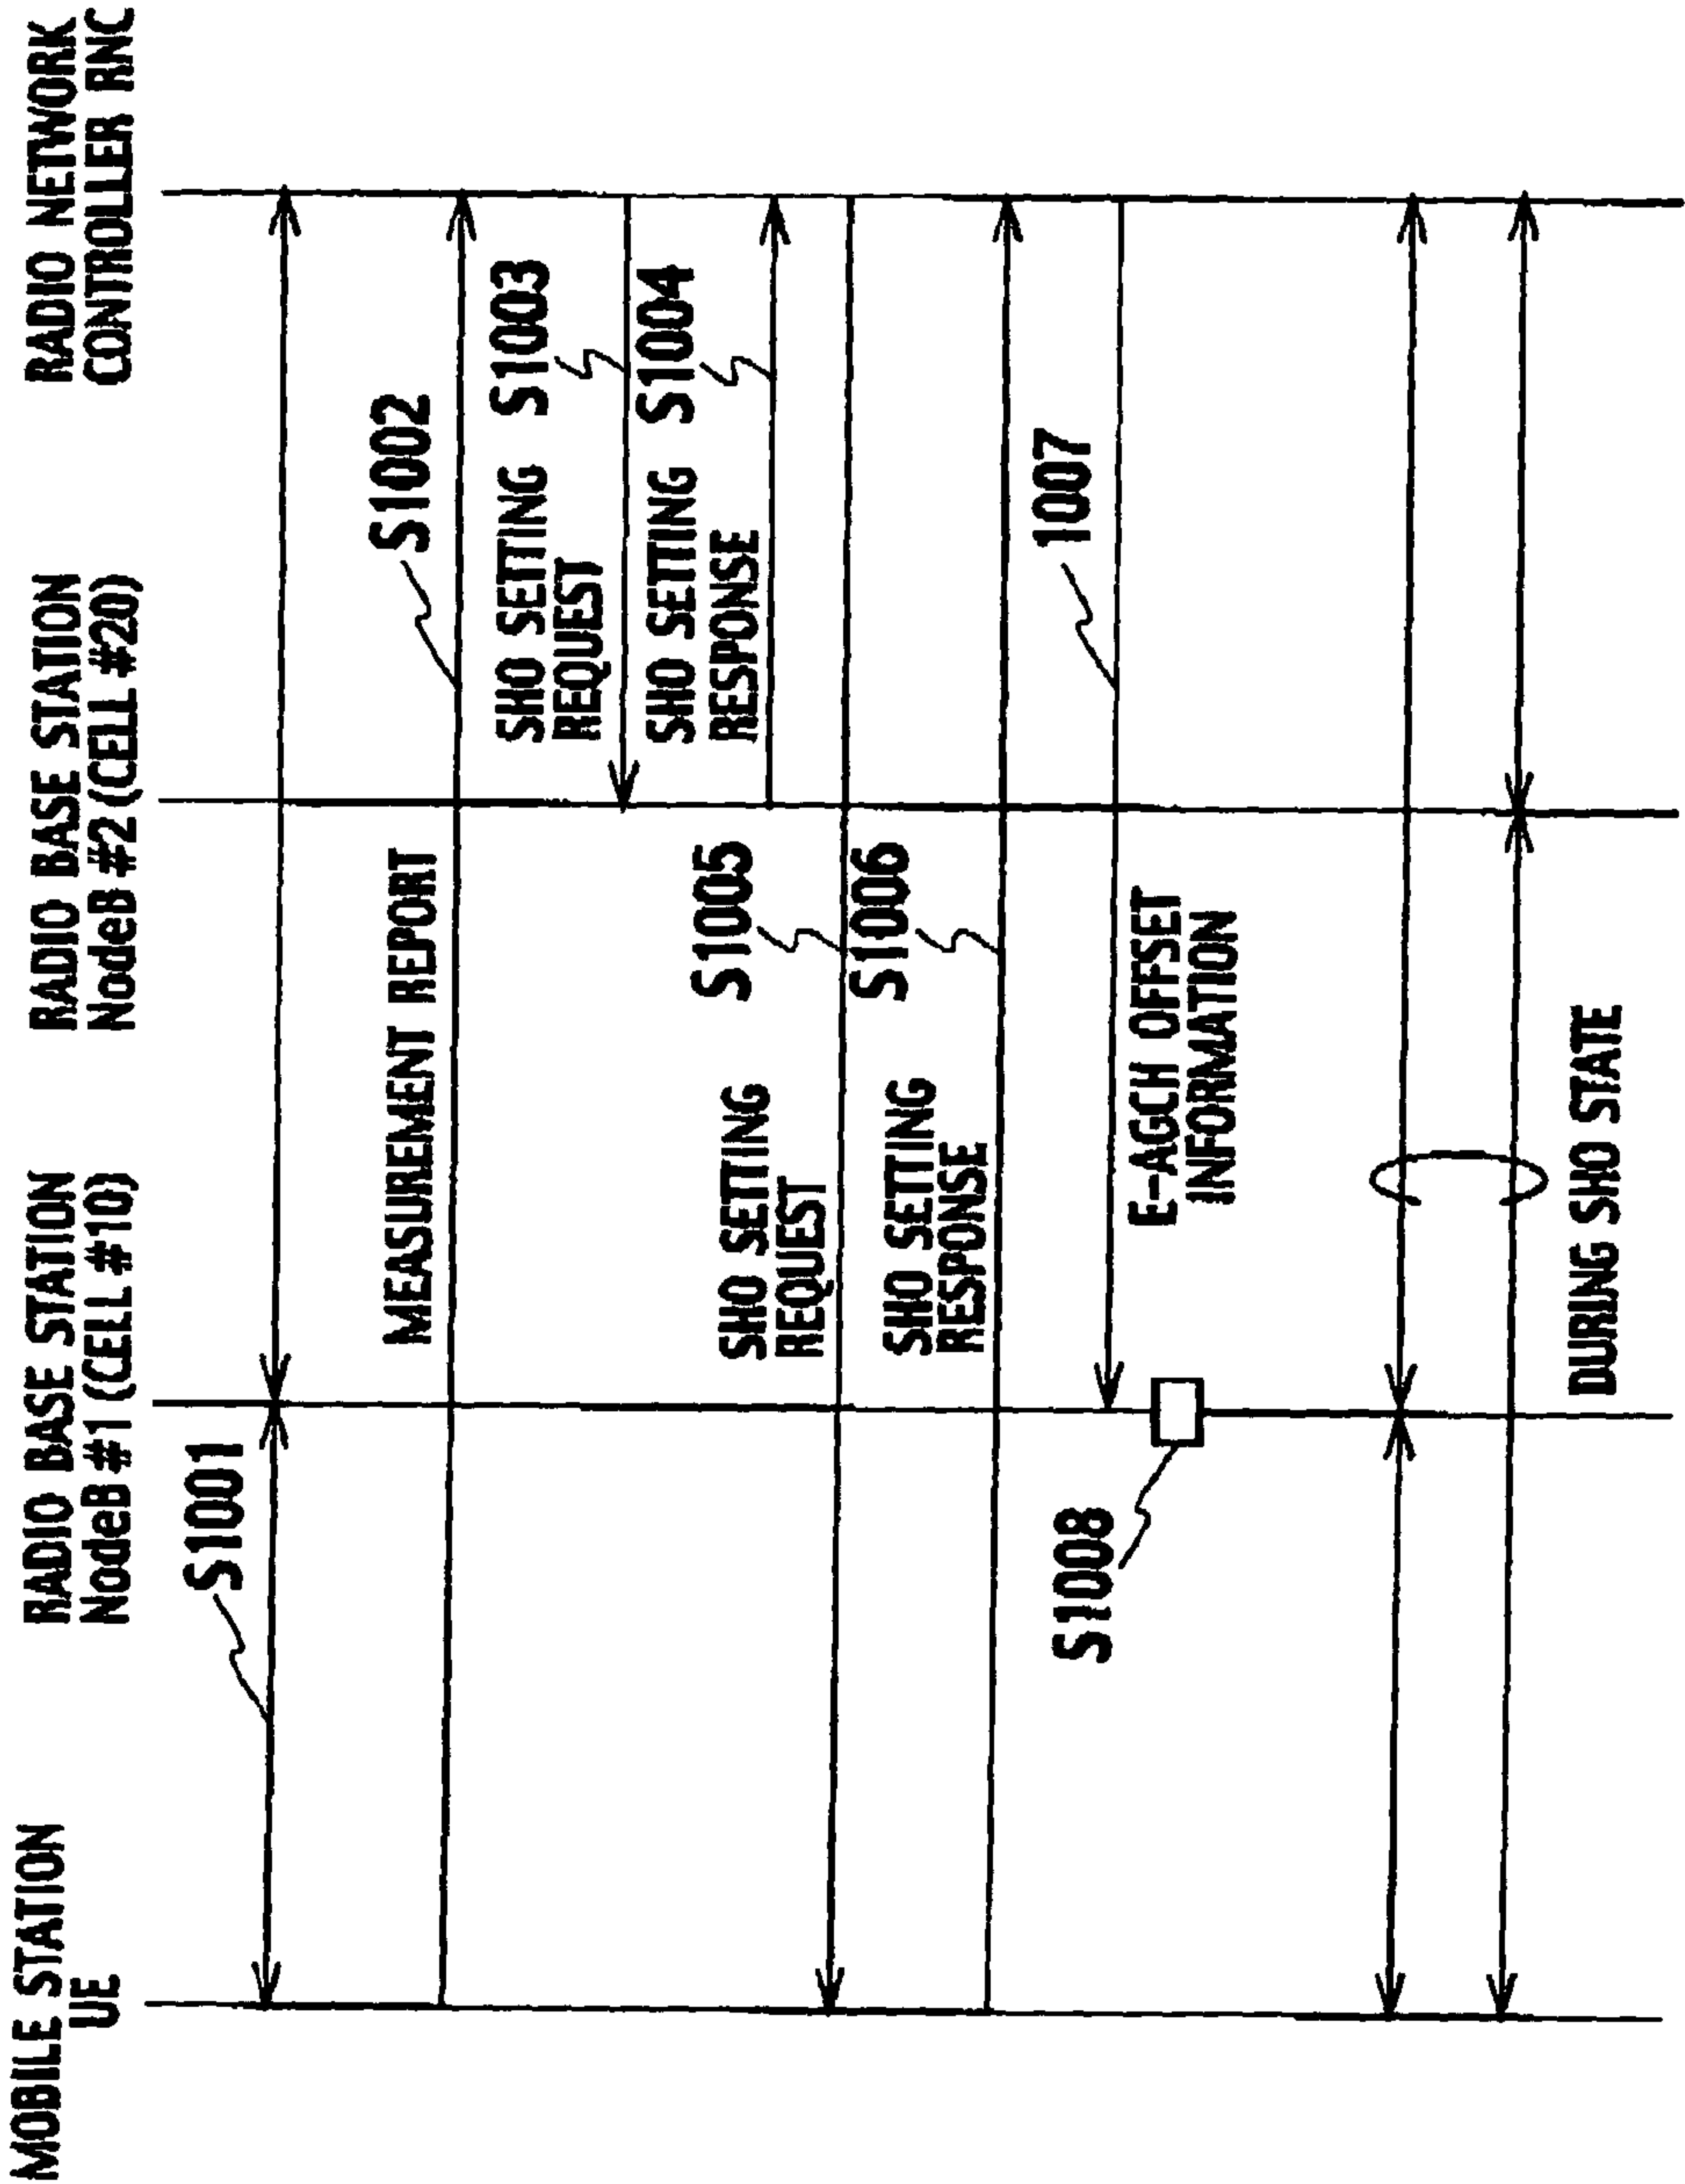 MOBILE STATION
UE
RADIO BASE STATION
NodeB #1 (CELL #10)
RADIO BASE STATION
NodeB #2 (CELL #20)
RADIO NETWORK
CONTROLLER RNC
S1001
MEASUREMENT REPORT
S1002
SHO SETTING
REQUEST
S1003
SHO SETTING
RESPONSE
S1004
SHO SETTING
REQUEST
S1005
SHO SETTING
RESPONSE
S1006
1007
E-AGCH OFFSET
INFORMATION
S1008
DURING SHO STATE